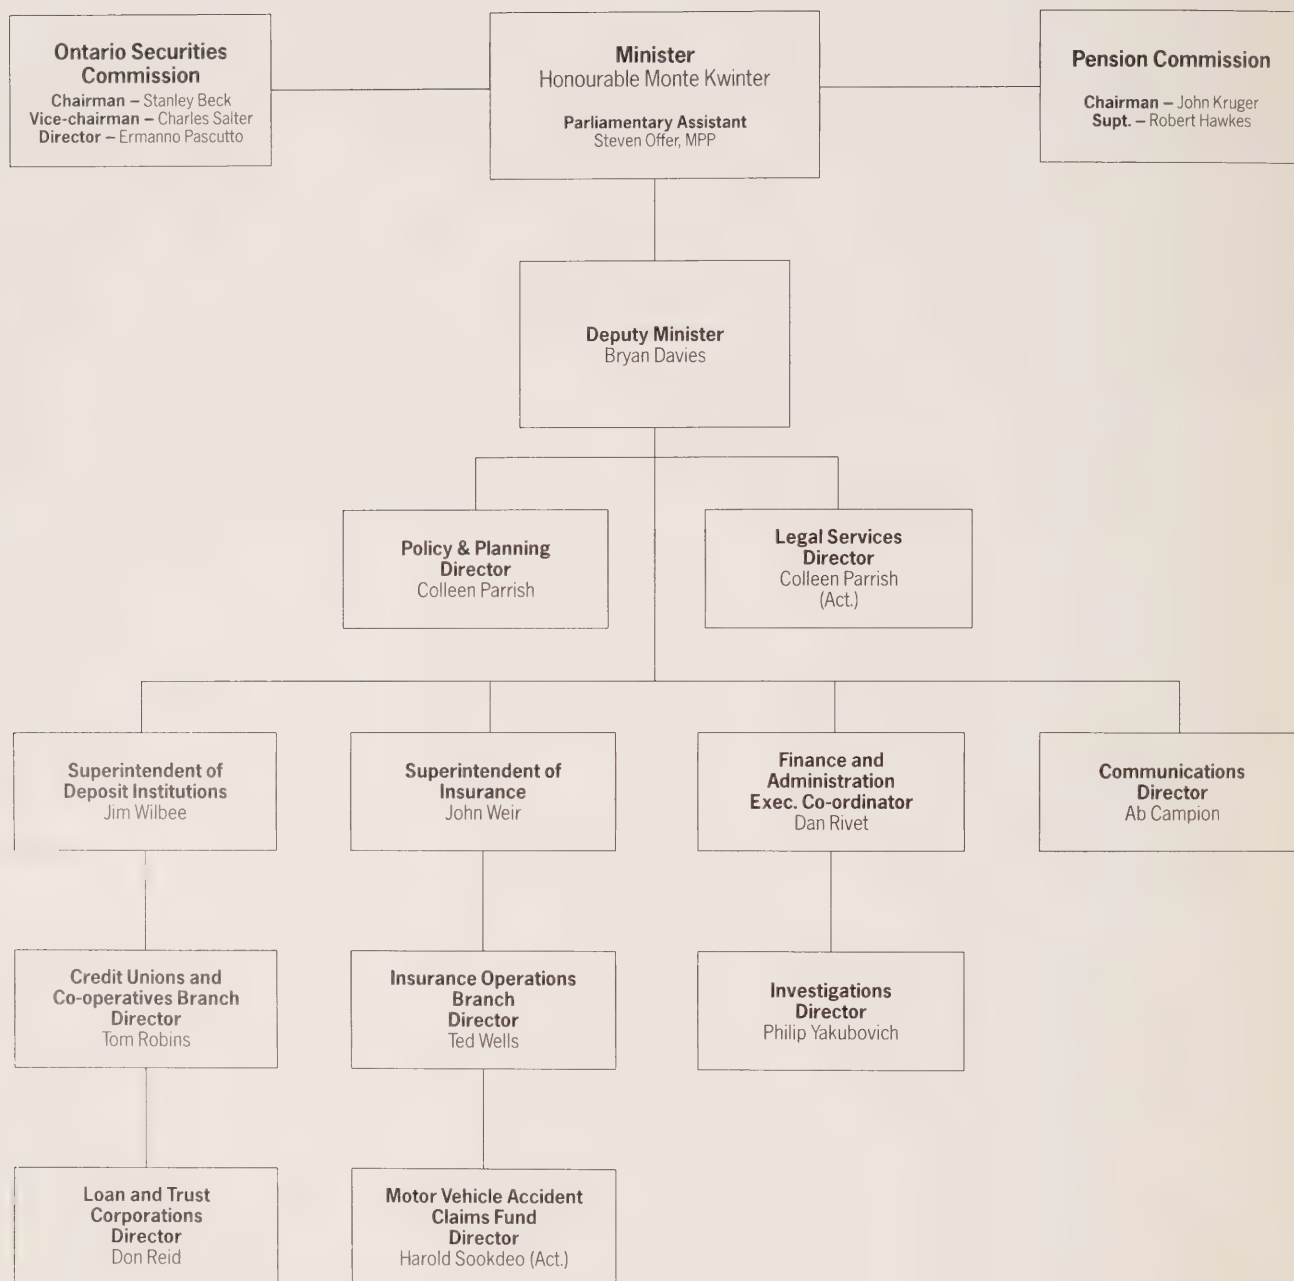 Ontario Securities
Commission
Chairman – Stanley Beck
Vice-chairman – Charles Salter
Director – Ermanno Pascutto
Minister
Honourable Monte Kwinter
Parliamentary Assistant
Steven Offer, MPP
Pension Commission
Chairman – John Kruger
Supt. – Robert Hawkes
Deputy Minister
Bryan Davies
Policy & Planning
Director
Colleen Parrish
Legal Services
Director
Colleen Parrish
(Act.)
Superintendent of
Deposit Institutions
Jim Wilbee
Superintendent of
Insurance
John Weir
Finance and
Administration
Exec. Co-ordinator
Dan Rivet
Communications
Director
Ab Campion
Credit Unions and
Co-operatives Branch
Director
Tom Robins
Insurance Operations
Branch
Director
Ted Wells
Investigations
Director
Philip Yakubovich
Loan and Trust
Corporations
Director
Don Reid
Motor Vehicle Accident
Claims Fund
Director
Harold Sookdeo (Act.)